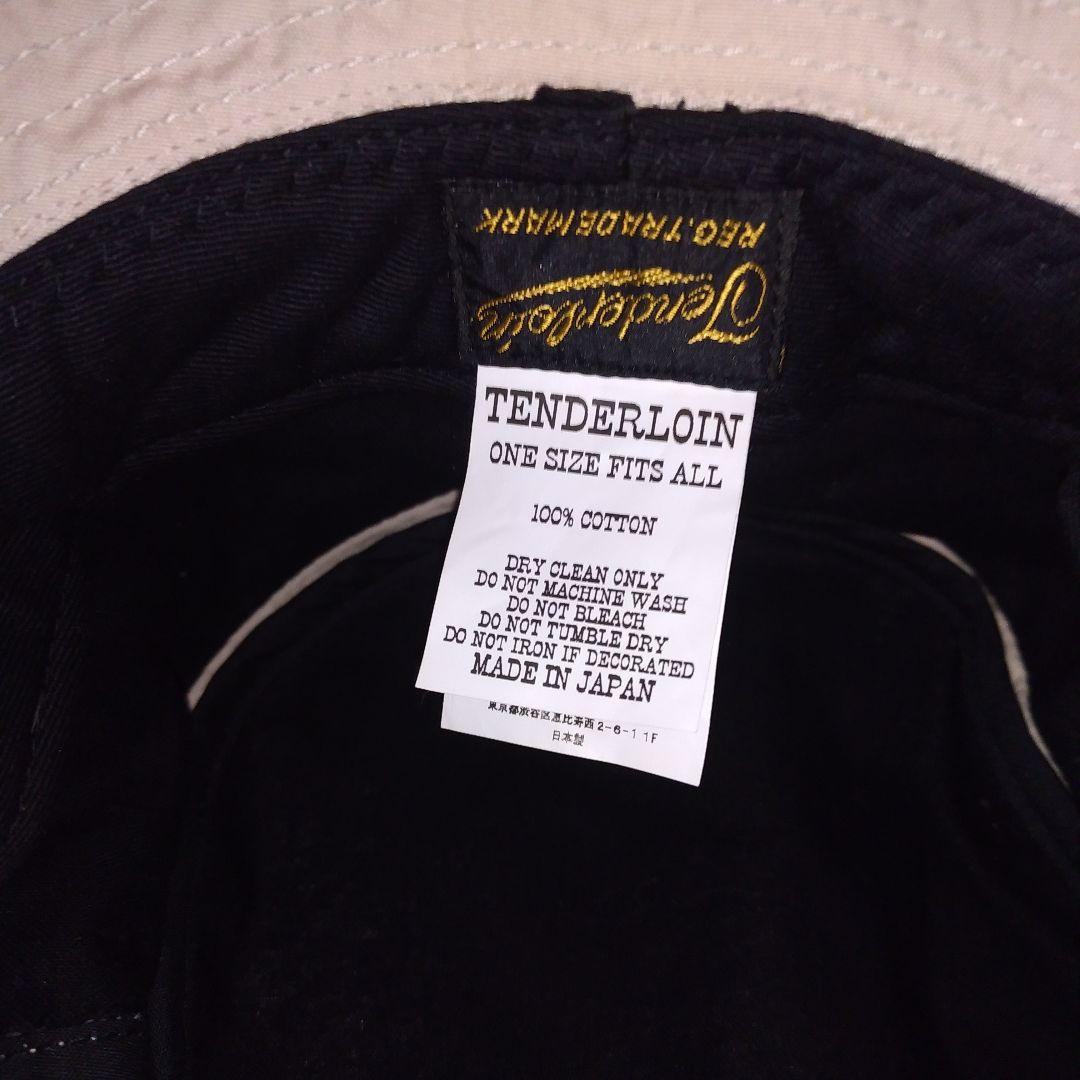 REG.TRADEMARK
Tenderloin
TENDERLOIN
ONE SIZE FITS ALL
100% COTTON
DRY CLEAN ONLY
DO NOT MACHINE WASH
DO NOT BLEACH
DO NOT TUMBLE DRY
DO NOT IRON IF DECORATED
MADE IN JAPAN
東京都渋谷区恵比寿西2-6-1 1F
日本製